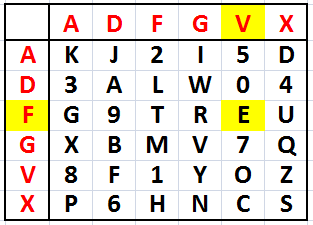 A D F G V X
A K J 2 I 5 D
D 3 A L W 0 4
F G 9 T R E U
G X B M V 7 Q
V 8 F 1 Y O Z
X P 6 H N C S